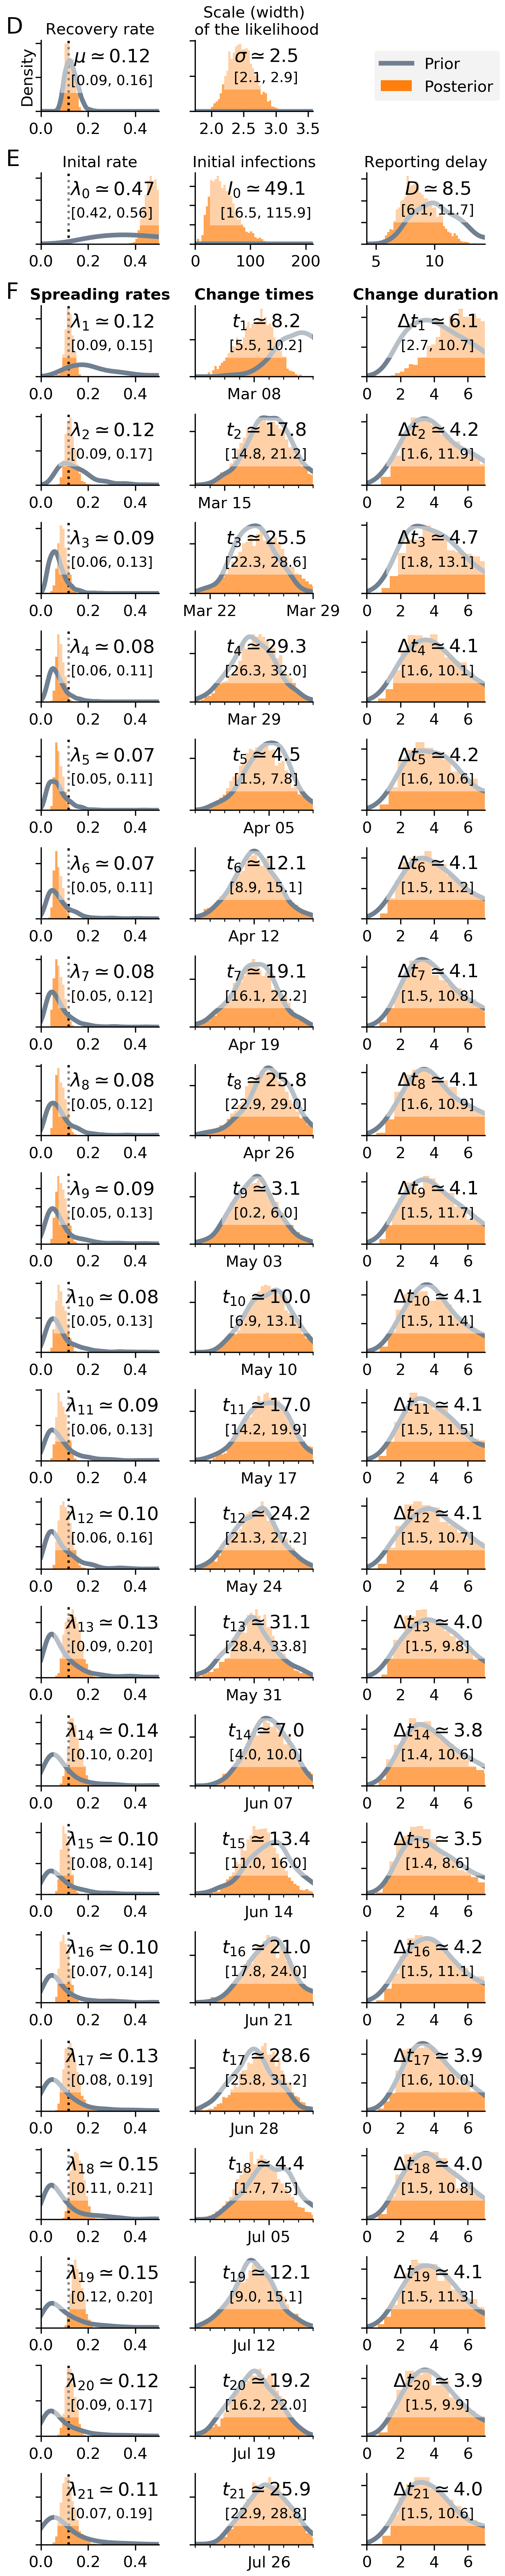 D
Recovery rate
Scale (width)
of the likelihood
Density
μ ≃ 0.12
[0.09, 0.16]
0.0 0.2 0.4
σ ≃ 2.5
[2.1, 2.9]
2.0 2.5 3.0 3.5
Prior
Posterior
E
Inital rate
λ0 ≃ 0.47
[0.42, 0.56]
0.0 0.2 0.4
Initial infections
I0 ≃ 49.1
[16.5, 115.9]
0 100 200
Reporting delay
D ≃ 8.5
[6.1, 11.7]
5 10
F
Spreading rates Change times Change duration
λ1 ≃ 0.12 t1 ≃ 8.2 Δt1 ≃ 6.1
[0.09, 0.15] [5.5, 10.2] [2.7, 10.7]
0.0 0.2 0.4 0 2 4 6
Mar 08
λ2 ≃ 0.12 t2 ≃ 17.8 Δt2 ≃ 4.2
[0.09, 0.17] [14.8, 21.2] [1.6, 11.9]
0.0 0.2 0.4 0 2 4 6
Mar 15
λ3 ≃ 0.09 t3 ≃ 25.5 Δt3 ≃ 4.7
[0.06, 0.13] [22.3, 28.6] [1.8, 13.1]
0.0 0.2 0.4 0 2 4 6
Mar 22 Mar 29
λ4 ≃ 0.08 t4 ≃ 29.3 Δt4 ≃ 4.1
[0.06, 0.11] [26.3, 32.0] [1.6, 10.1]
0.0 0.2 0.4 0 2 4 6
Mar 29
λ5 ≃ 0.07 t5 ≃ 4.5 Δt5 ≃ 4.2
[0.05, 0.11] [1.5, 7.8] [1.6, 10.6]
0.0 0.2 0.4 0 2 4 6
Apr 05
λ6 ≃ 0.07 t6 ≃ 12.1 Δt6 ≃ 4.1
[0.05, 0.11] [8.9, 15.1] [1.5, 11.2]
0.0 0.2 0.4 0 2 4 6
Apr 12
λ7 ≃ 0.08 t7 ≃ 19.1 Δt7 ≃ 4.1
[0.05, 0.12] [16.1, 22.2] [1.5, 10.8]
0.0 0.2 0.4 0 2 4 6
Apr 19
λ8 ≃ 0.08 t8 ≃ 25.8 Δt8 ≃ 4.1
[0.05, 0.12] [22.9, 29.0] [1.6, 10.9]
0.0 0.2 0.4 0 2 4 6
Apr 26
λ9 ≃ 0.09 t9 ≃ 3.1 Δt9 ≃ 4.1
[0.05, 0.13] [0.2, 6.0] [1.5, 11.7]
0.0 0.2 0.4 0 2 4 6
May 03
λ10 ≃ 0.08 t10 ≃ 10.0 Δt10 ≃ 4.1
[0.05, 0.13] [6.9, 13.1] [1.5, 11.4]
0.0 0.2 0.4 0 2 4 6
May 10
λ11 ≃ 0.09 t11 ≃ 17.0 Δt11 ≃ 4.1
[0.06, 0.13] [14.2, 19.9] [1.5, 11.5]
0.0 0.2 0.4 0 2 4 6
May 17
λ12 ≃ 0.10 t12 ≃ 24.2 Δt12 ≃ 4.1
[0.06, 0.16] [21.3, 27.2] [1.5, 10.7]
0.0 0.2 0.4 0 2 4 6
May 24
λ13 ≃ 0.13 t13 ≃ 31.1 Δt13 ≃ 4.0
[0.09, 0.20] [28.4, 33.8] [1.5, 9.8]
0.0 0.2 0.4 0 2 4 6
May 31
λ14 ≃ 0.14 t14 ≃ 7.0 Δt14 ≃ 3.8
[0.10, 0.20] [4.0, 10.0] [1.4, 10.6]
0.0 0.2 0.4 0 2 4 6
Jun 07
λ15 ≃ 0.10 t15 ≃ 13.4 Δt15 ≃ 3.5
[0.08, 0.14] [11.0, 16.0] [1.4, 8.6]
0.0 0.2 0.4 0 2 4 6
Jun 14
λ16 ≃ 0.10 t16 ≃ 21.0 Δt16 ≃ 4.2
[0.07, 0.14] [17.8, 24.0] [1.5, 11.1]
0.0 0.2 0.4 0 2 4 6
Jun 21
λ17 ≃ 0.13 t17 ≃ 28.6 Δt17 ≃ 3.9
[0.08, 0.19] [25.8, 31.2] [1.6, 10.0]
0.0 0.2 0.4 0 2 4 6
Jun 28
λ18 ≃ 0.15 t18 ≃ 4.4 Δt18 ≃ 4.0
[0.11, 0.21] [1.7, 7.5] [1.5, 10.8]
0.0 0.2 0.4 0 2 4 6
Jul 05
λ19 ≃ 0.15 t19 ≃ 12.1 Δt19 ≃ 4.1
[0.12, 0.20] [9.0, 15.1] [1.5, 11.3]
0.0 0.2 0.4 0 2 4 6
Jul 12
λ20 ≃ 0.12 t20 ≃ 19.2 Δt20 ≃ 3.9
[0.09, 0.17] [16.2, 22.0] [1.5, 9.9]
0.0 0.2 0.4 0 2 4 6
Jul 19
λ21 ≃ 0.11 t21 ≃ 25.9 Δt21 ≃ 4.0
[0.07, 0.19] [22.9, 28.8] [1.5, 10.6]
0.0 0.2 0.4 0 2 4 6
Jul 26